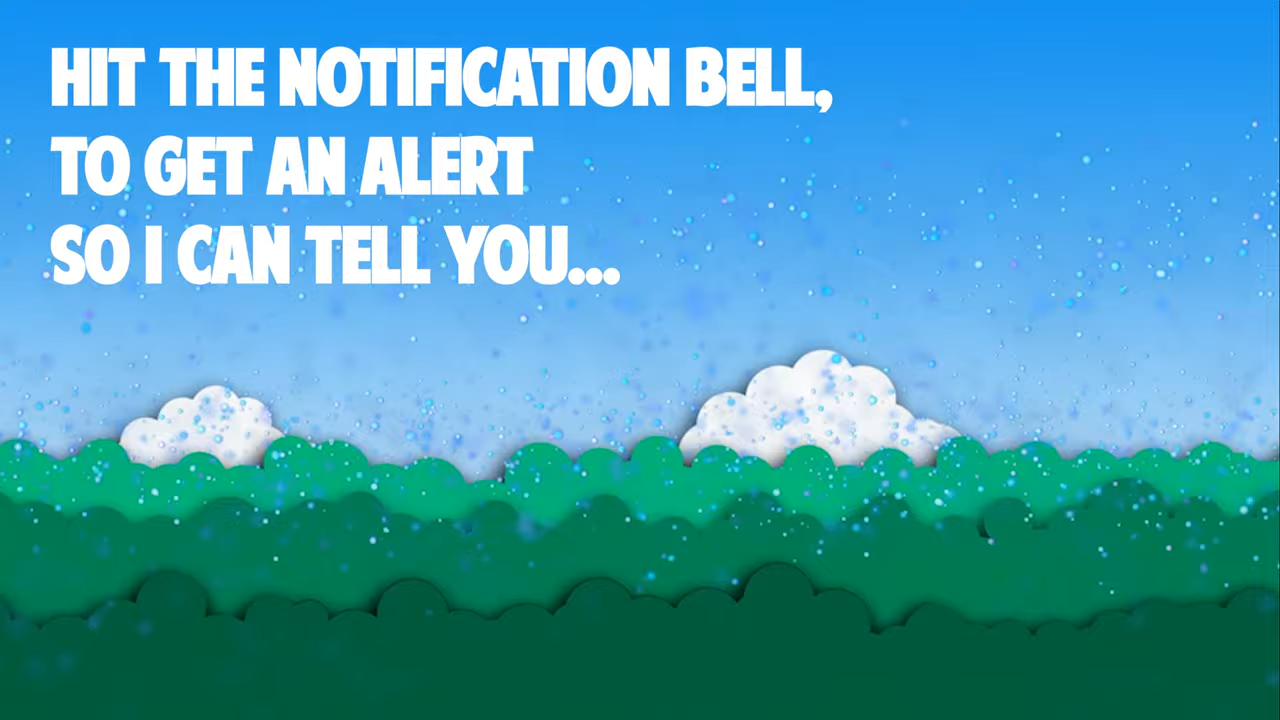 HIT THE NOTIFICATION BELL,
TO GET AN ALERT
SO I CAN TELL YOU...